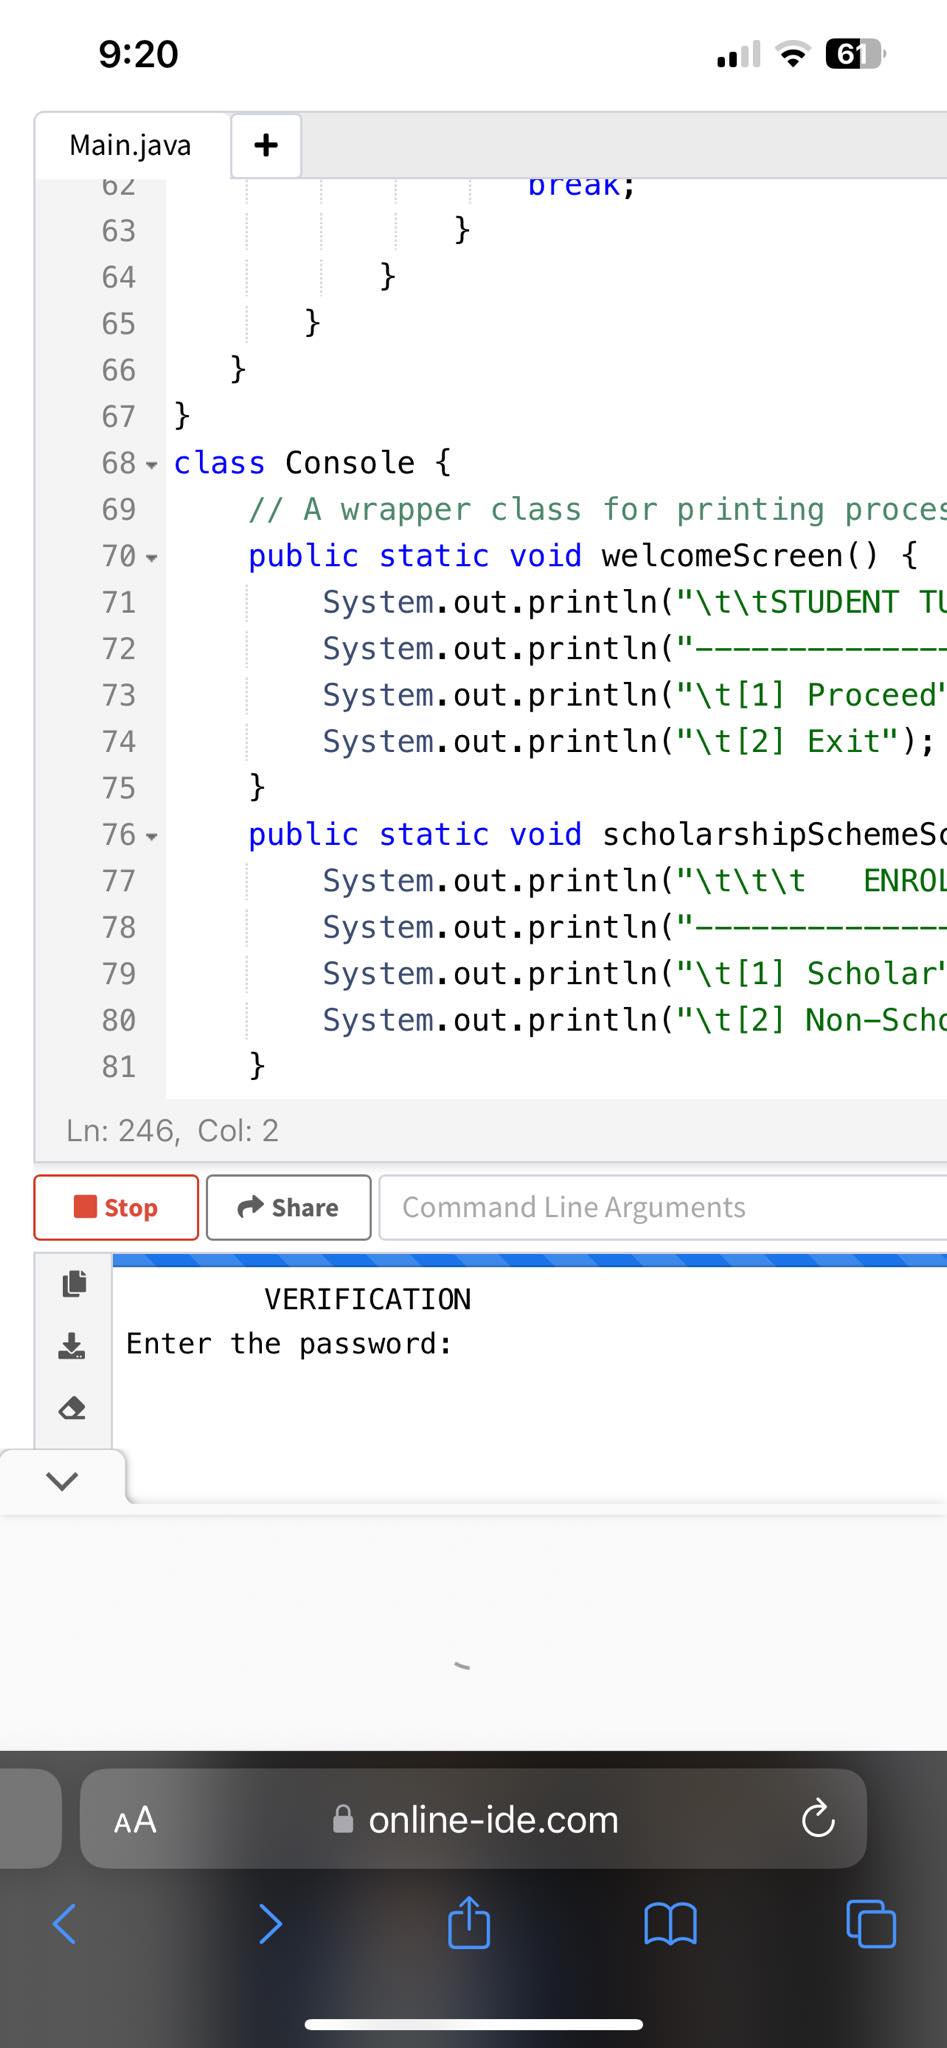 9:20
61
Main.java
+
62 break;
63 }
64 }
65 }
66 }
67 }
68 class Console {
69 // A wrapper class for printing proces
70 public static void welcomeScreen() {
71 System.out.println("\t\tSTUDENT TU
72 System.out.println("--------------
73 System.out.println("\t[1] Proceed"
74 System.out.println("\t[2] Exit");
75 }
76 public static void scholarshipSchemeSc
77 System.out.println("\t\t\t   ENROL
78 System.out.println("--------------
79 System.out.println("\t[1] Scholar"
80 System.out.println("\t[2] Non-Scho
81 }
Ln: 246, Col: 2
Stop Share Command Line Arguments
VERIFICATION
Enter the password:
AA online-ide.com